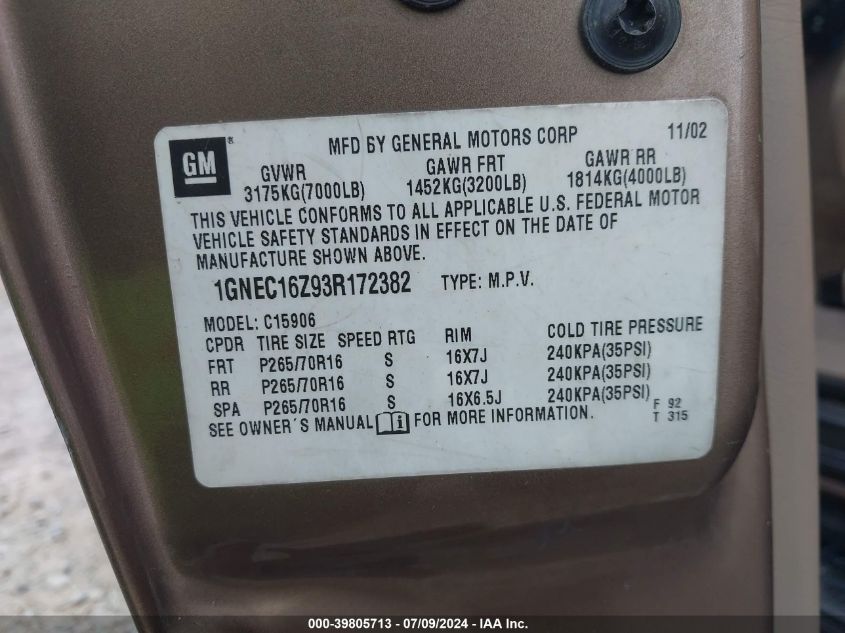 GM ® MFD BY GENERAL MOTORS CORP 11/02
GVWR GAWR FRT GAWR RR
3175KG(7000LB) 1452KG(3200LB) 1814KG(4000LB)
THIS VEHICLE CONFORMS TO ALL APPLICABLE U.S. FEDERAL MOTOR
VEHICLE SAFETY STANDARDS IN EFFECT ON THE DATE OF
MANUFACTURE SHOWN ABOVE.
1GNEC16Z93R172382 TYPE: M.P.V.
MODEL: C15906
CPDR TIRE SIZE SPEED RTG RIM COLD TIRE PRESSURE
FRT P265/70R16 S 16X7J 240KPA(35PSI)
RR P265/70R16 S 16X7J 240KPA(35PSI)
SPA P265/70R16 S 16X6.5J 240KPA(35PSI)
SEE OWNER'S MANUAL i FOR MORE INFORMATION.
F 92
T 315
000-39805713 - 07/09/2024 - IAA Inc.